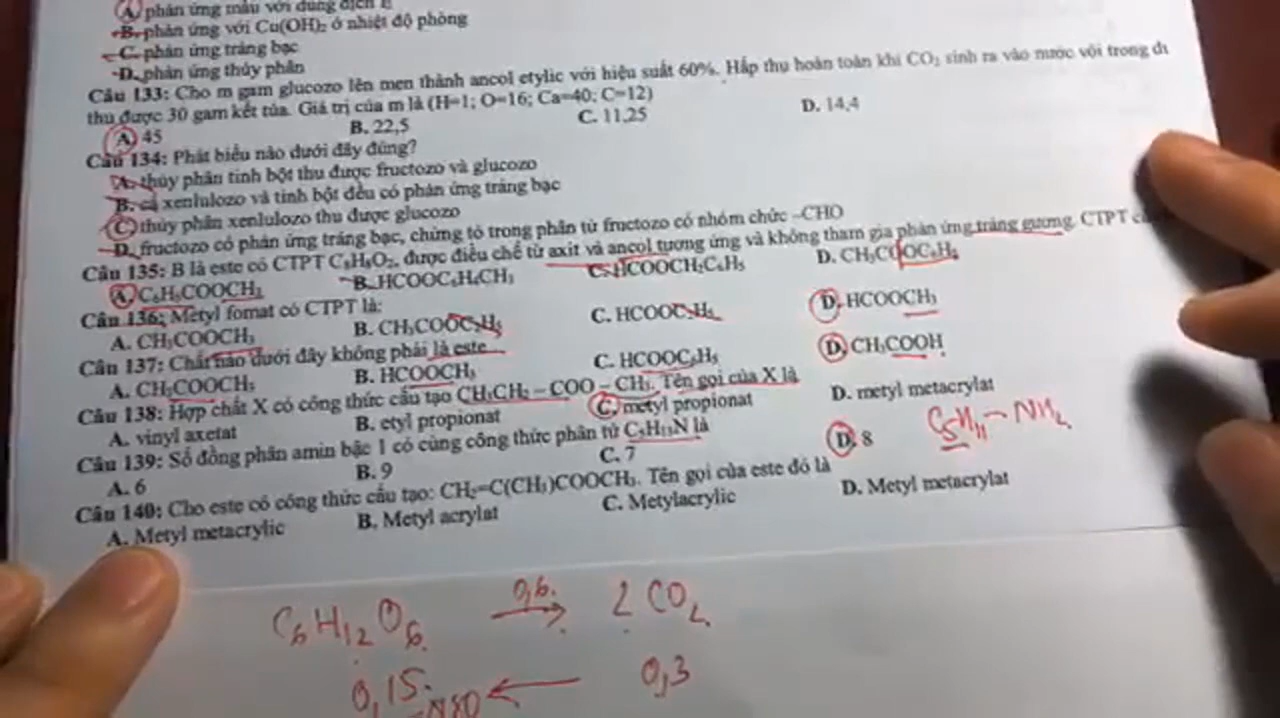 A. phản ứng màu với dung dịch I
B. phản ứng với Cu(OH)₂ ở nhiệt độ phòng
C. phản ứng tráng bạc
D. phản ứng thủy phân
Câu 133: Cho m gam glucozo lên men thành ancol etylic với hiệu suất 60%. Hấp thụ hoàn toàn khí CO₂ sinh ra vào nước vôi trong
thu được 30 gam kết tủa. Giá trị của m là (H=1; O=16; Ca=40; C=12)
A. 45 B. 22,5 C. 11,25 D. 14,4
Câu 134: Phát biểu nào dưới đây đúng?
A. thủy phân tinh bột thu được fructozo và glucozo
B. cả xenlulozo và tinh bột đều có phản ứng tráng bạc
C. thủy phân xenlulozo thu được glucozo
D. fructozo có phản ứng tráng bạc, chứng tỏ trong phân tử fructozo có nhóm chức –CHO
Câu 135: B là este có CTPT C₈H₈O₂, được điều chế từ axit và ancol tương ứng và không tham gia phản ứng tráng gương. CTPT
A. C₆H₅COOCH₃ B. HCOOC₆H₄CH₃ C. HCOOCH₂C₆H₅ D. CH₃COOC₆H₅
Câu 136: Metyl fomat có CTPT là:
A. CH₃COOCH₃ B. CH₃COOC₂H₅ C. HCOOC₂H₅ D. HCOOCH₃
Câu 137: Chất nào dưới đây không phải là este
A. CH₃COOCH₃ B. HCOOCH₃ C. HCOOC₆H₅ D. CH₃COOH
Câu 138: Hợp chất X có công thức cấu tạo CH₃CH₂ – COO – CH₃. Tên gọi của X là
A. vinyl axetat B. etyl propionat C. metyl propionat D. metyl metacrylat
Câu 139: Số đồng phân amin bậc 1 có cùng công thức phân tử C₅H₁₃N là
A. 6 B. 9 C. 7 D. 8
C₅H₁₁ – NH₂
Câu 140: Cho este có công thức cấu tạo: CH₂=C(CH₃)COOCH₃. Tên gọi của este đó là
A. Metyl metacrylic B. Metyl acrylat C. Metylacrylic D. Metyl metacrylat
C₆H₁₂O₆ 0,6. → 2 CO₂
0,15. ← 0,3